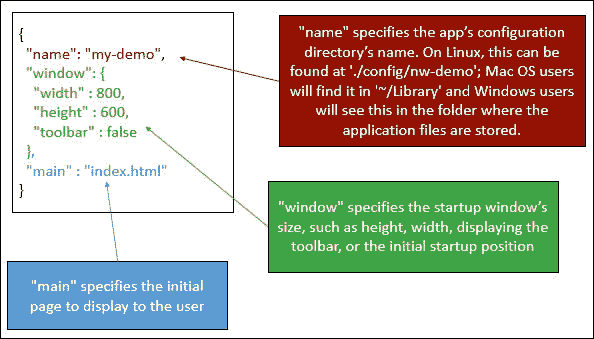 {
"name": "my-demo",
"window": {
"width" : 800,
"height" : 600,
"toolbar" : false
},
"main" : "index.html"
}
"name" specifies the app's configuration
directory's name. On Linux, this can be
found at './config/nw-demo'; Mac OS users
will find it in '~/Library' and Windows users
will see this in the folder where the
application files are stored.
"window" specifies the startup window's
size, such as height, width, displaying the
toolbar, or the initial startup position
"main" specifies the initial
page to display to the user